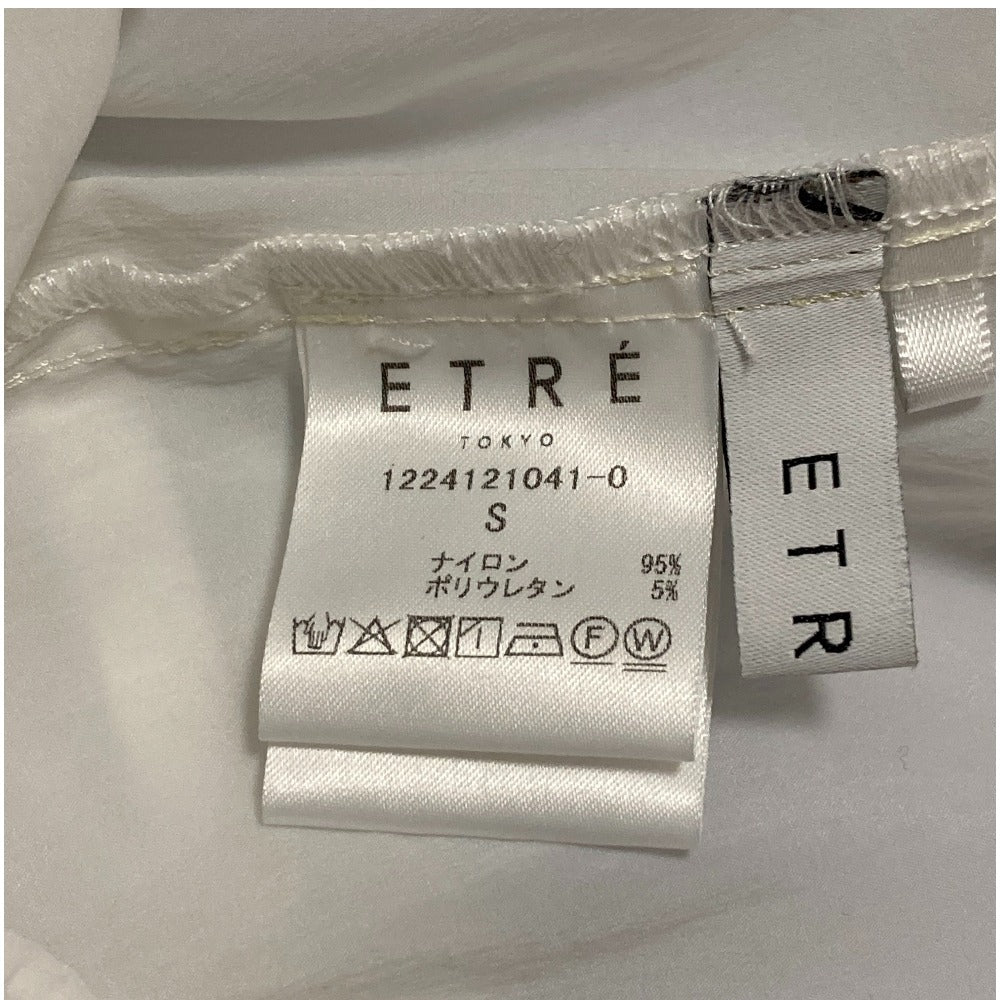 ETRÉ
TOKYO
1224121041-0
S
ナイロン 95%
ポリウレタン 5%
F W
ETR